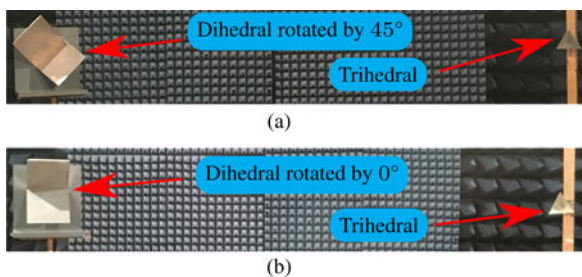 Dihedral rotated by 45°
Trihedral
(a)
Dihedral rotated by 0°
Trihedral
(b)